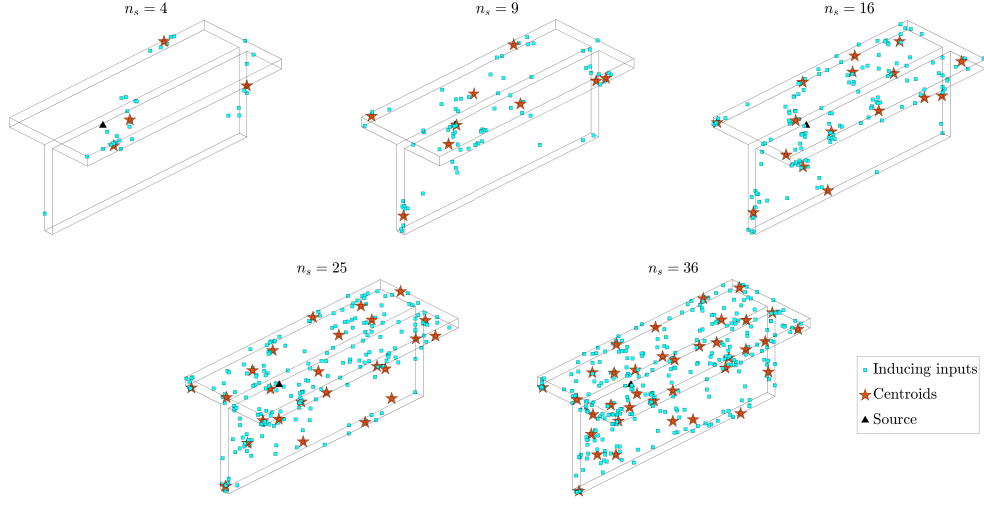 n_s = 4
n_s = 9
n_s = 16
n_s = 25
n_s = 36
Inducing inputs
Centroids
Source